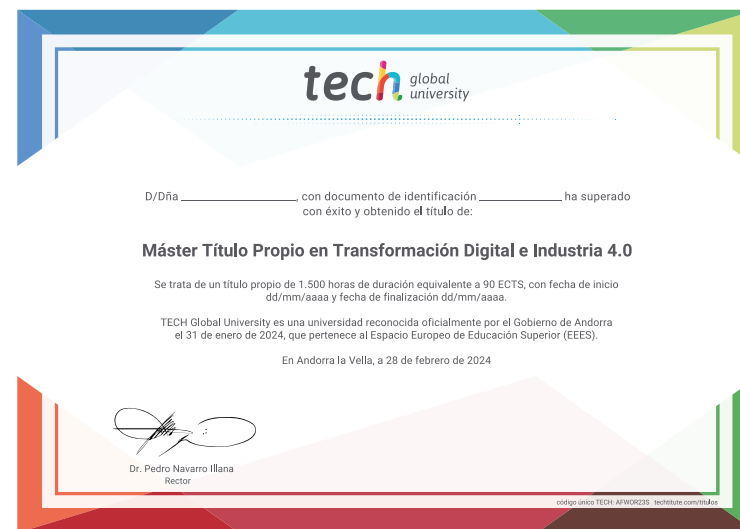 tech global university
D/Dña ____________, con documento de identificación ____________ ha superado
con éxito y obtenido el título de:
Máster Título Propio en Transformación Digital e Industria 4.0
Se trata de un título propio de 1.500 horas de duración equivalente a 90 ECTS, con fecha de inicio
dd/mm/aaaa y fecha de finalización dd/mm/aaaa.
TECH Global University es una universidad reconocida oficialmente por el Gobierno de Andorra
el 31 de enero de 2024, que pertenece al Espacio Europeo de Educación Superior (EEES).
En Andorra la Vella, a 28 de febrero de 2024
Dr. Pedro Navarro Illana
Rector
código único TECH: AFWOR23S techtitute.com/titulos